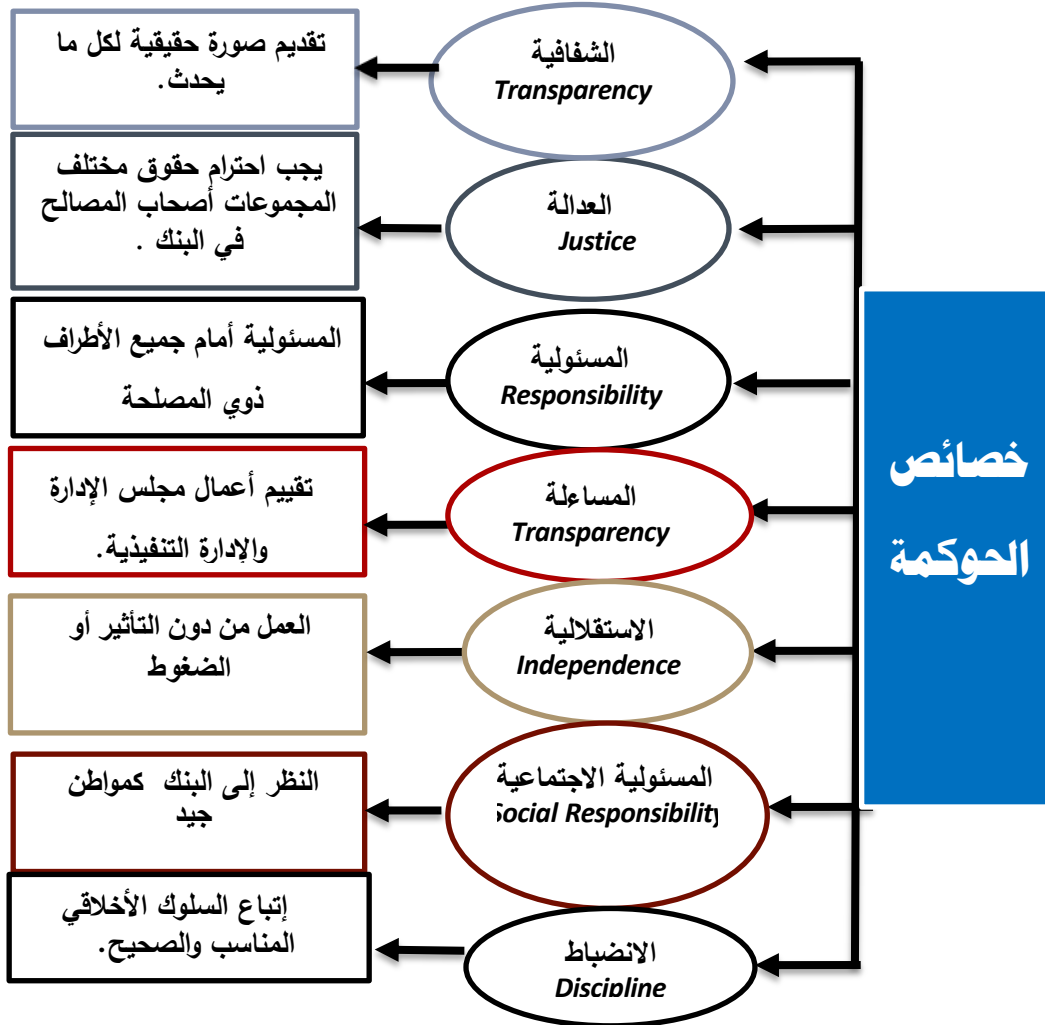 خصائص
الحوكمة
الشفافية
Transparency
تقديم صورة حقيقية لكل ما
يحدث.
العدالة
Justice
يجب احترام حقوق مختلف
المجموعات أصحاب المصالح
في البنك .
المسئولية
Responsibility
المسئولية أمام جميع الأطراف
ذوي المصلحة
المساءلة
Transparency
تقييم أعمال مجلس الإدارة
والإدارة التنفيذية.
الاستقلالية
Independence
العمل من دون التأثير أو
الضغوط
المسئولية الاجتماعية
Social Responsibility
النظر إلى البنك كمواطن
جيد
الانضباط
Discipline
إتباع السلوك الأخلاقي
المناسب والصحيح.